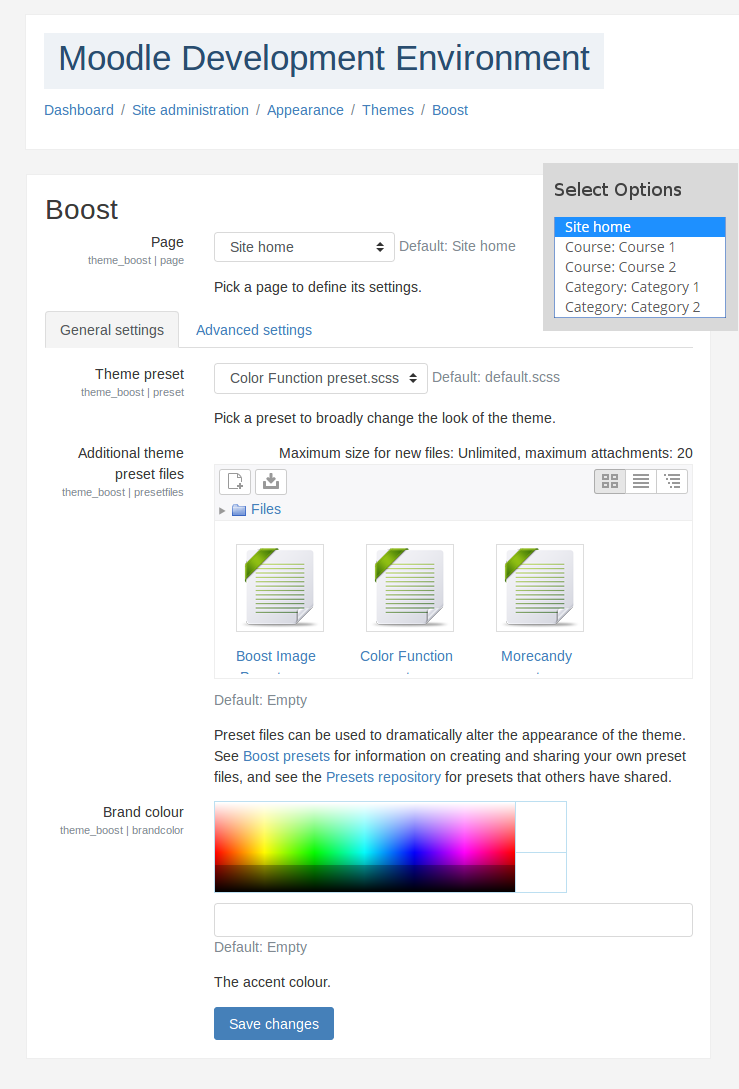 Moodle Development Environment
Dashboard / Site administration / Appearance / Themes / Boost
Select Options
Site home
Course: Course 1
Course: Course 2
Category: Category 1
Category: Category 2
Boost
Page
theme_boost | page
Site home
Default: Site home
Pick a page to define its settings.
General settings
Advanced settings
Theme preset
theme_boost | preset
Color Function preset.scss
Default: default.scss
Pick a preset to broadly change the look of the theme.
Additional theme
preset files
theme_boost | presetfiles
Maximum size for new files: Unlimited, maximum attachments: 20
Files
Boost Image
Color Function
Morecandy
Default: Empty
Preset files can be used to dramatically alter the appearance of the theme.
See Boost presets for information on creating and sharing your own preset
files, and see the Presets repository for presets that others have shared.
Brand colour
theme_boost | brandcolor
Default: Empty
The accent colour.
Save changes